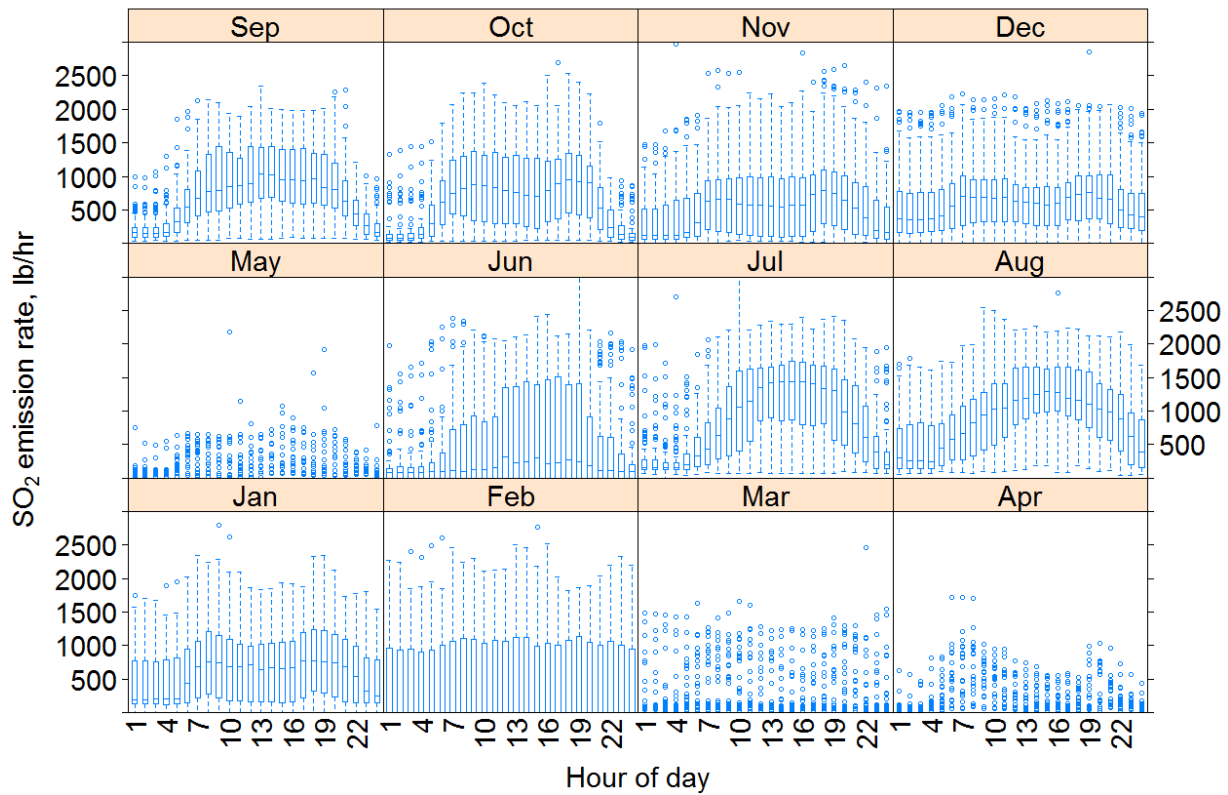 Sep Oct Nov Dec
2500
2000
1500
1000
500
May Jun Jul Aug
2500
2000
1500
1000
500
Jan Feb Mar Apr
2500
2000
1500
1000
500
1 4 7 10 13 16 19 22 1 4 7 10 13 16 19 22 1 4 7 10 13 16 19 22 1 4 7 10 13 16 19 22
Hour of day
SO₂ emission rate, lb/hr